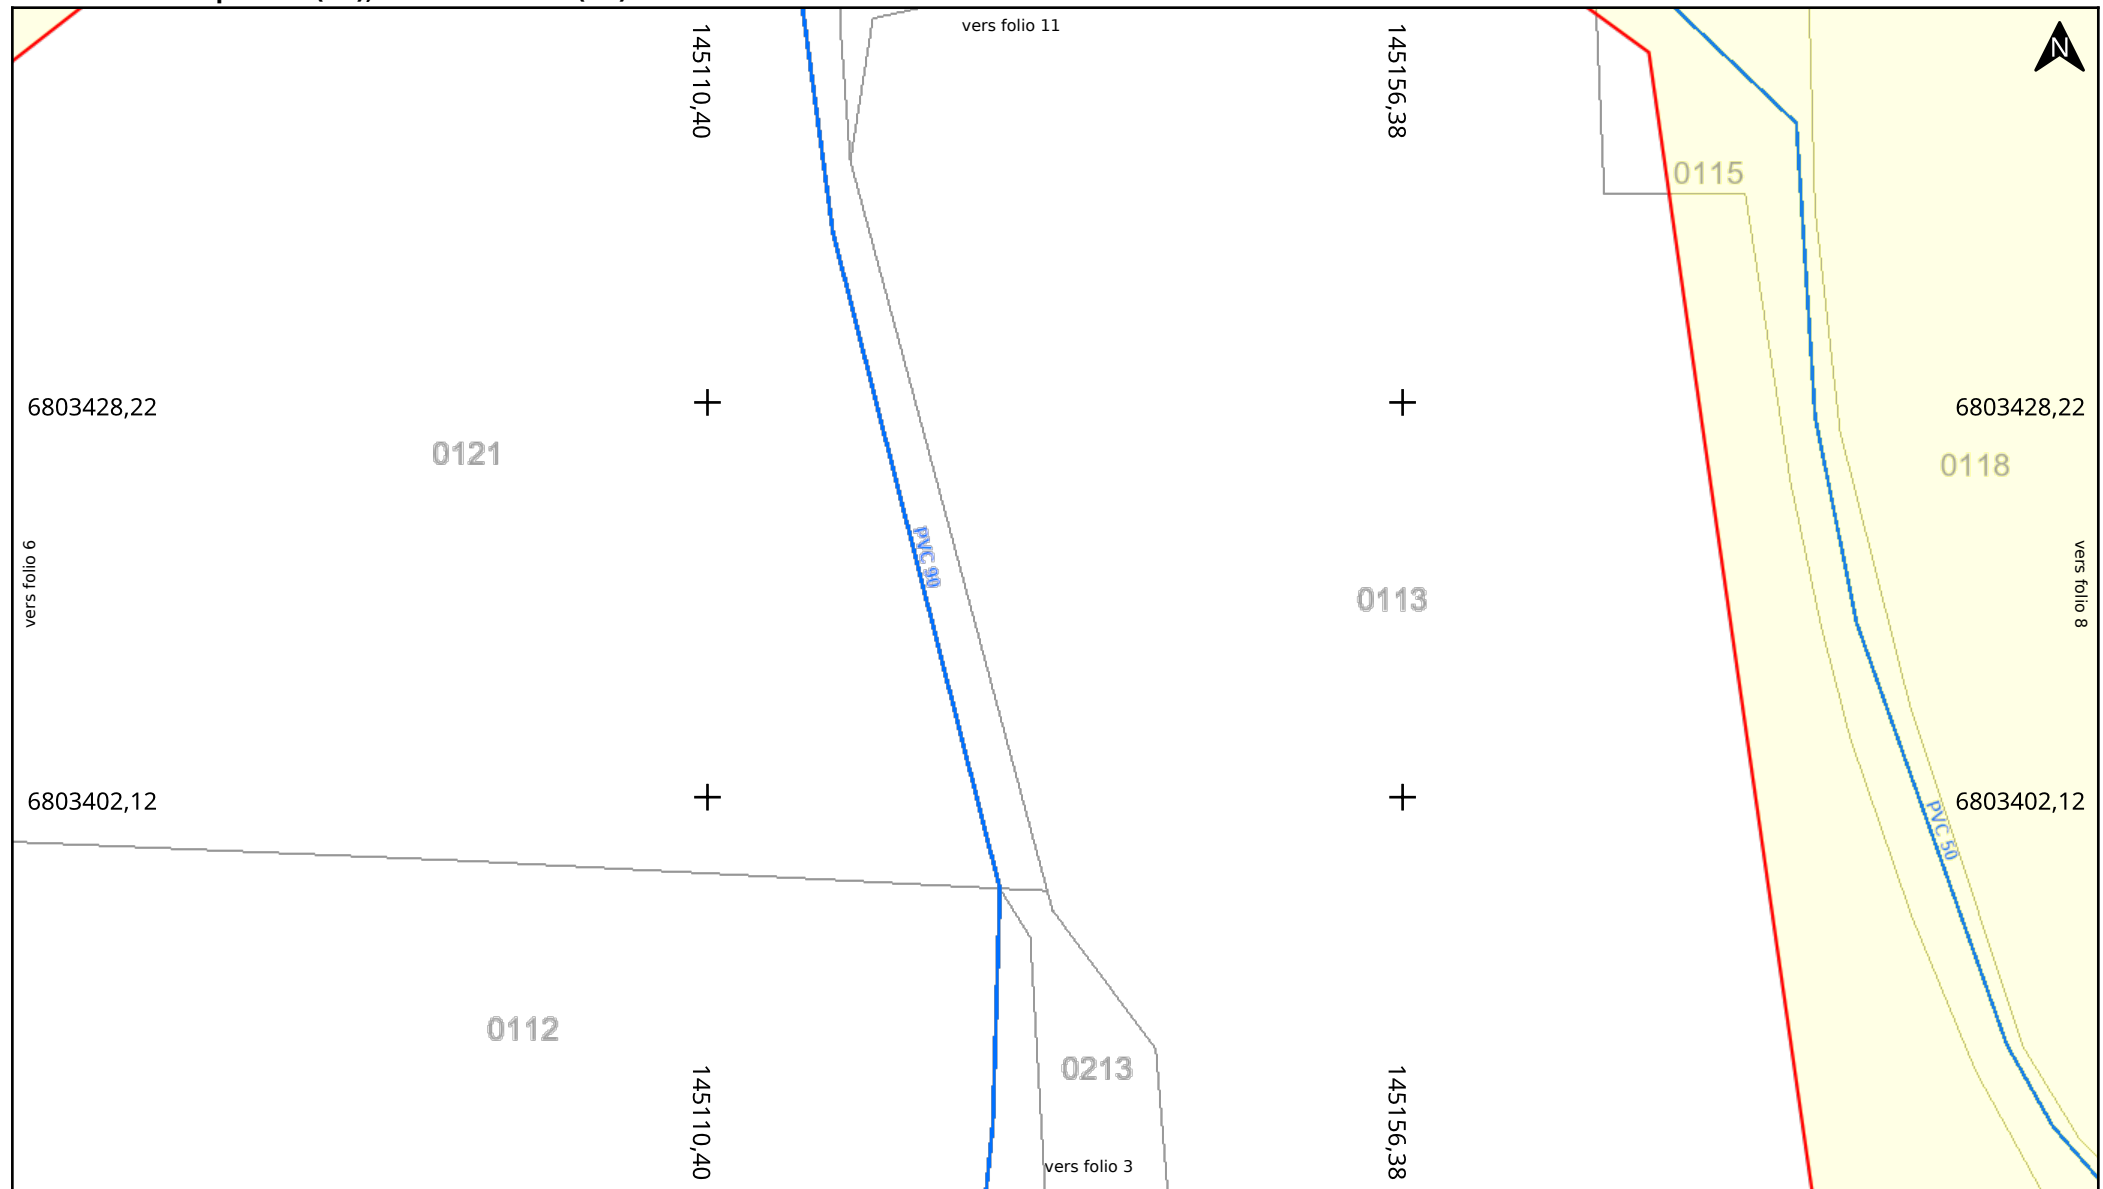 vers folio 11
145110,40
145156,38
N
0115
6803428,22
6803428,22
0121
0118
vers folio 6
PVC 90
vers folio 8
0113
6803402,12
6803402,12
PVC 50
0112
0213
145110,40
145156,38
vers folio 3